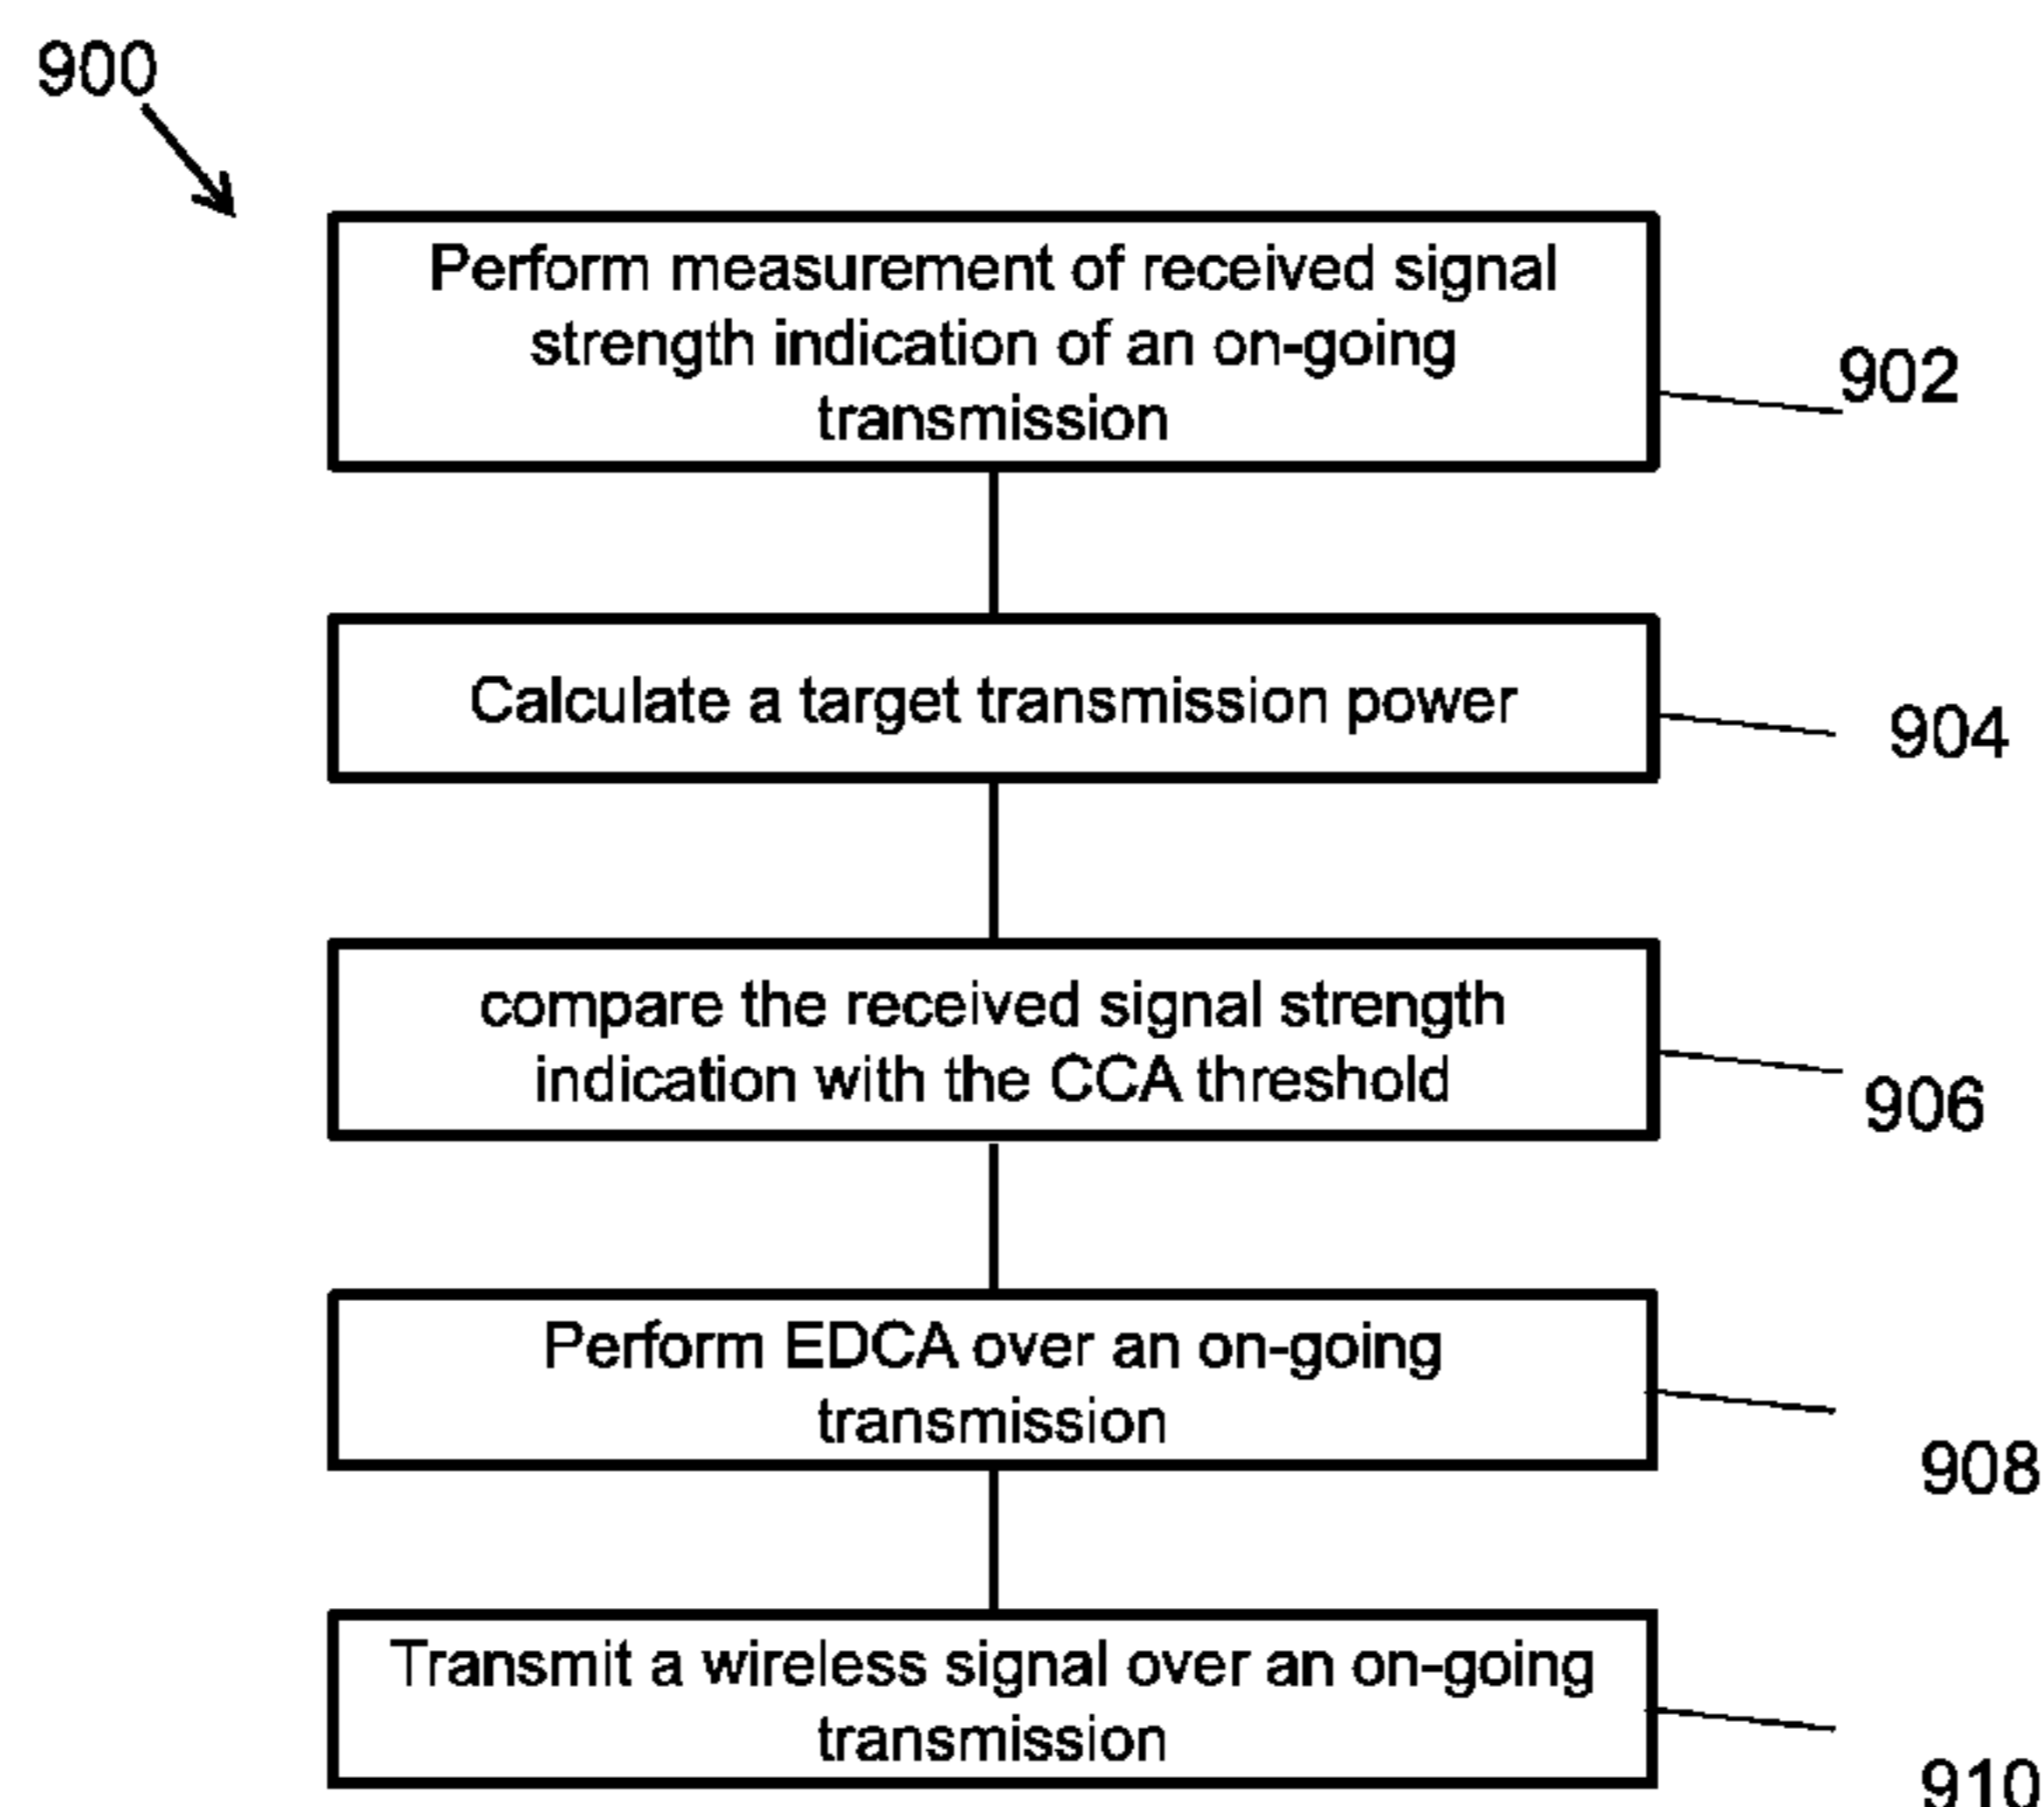 900
Perform measurement of received signal
strength indication of an on-going
transmission
902
Calculate a target transmission power
904
compare the received signal strength
indication with the CCA threshold
906
Perform EDCA over an on-going
transmission
908
Transmit a wireless signal over an on-going
transmission
910